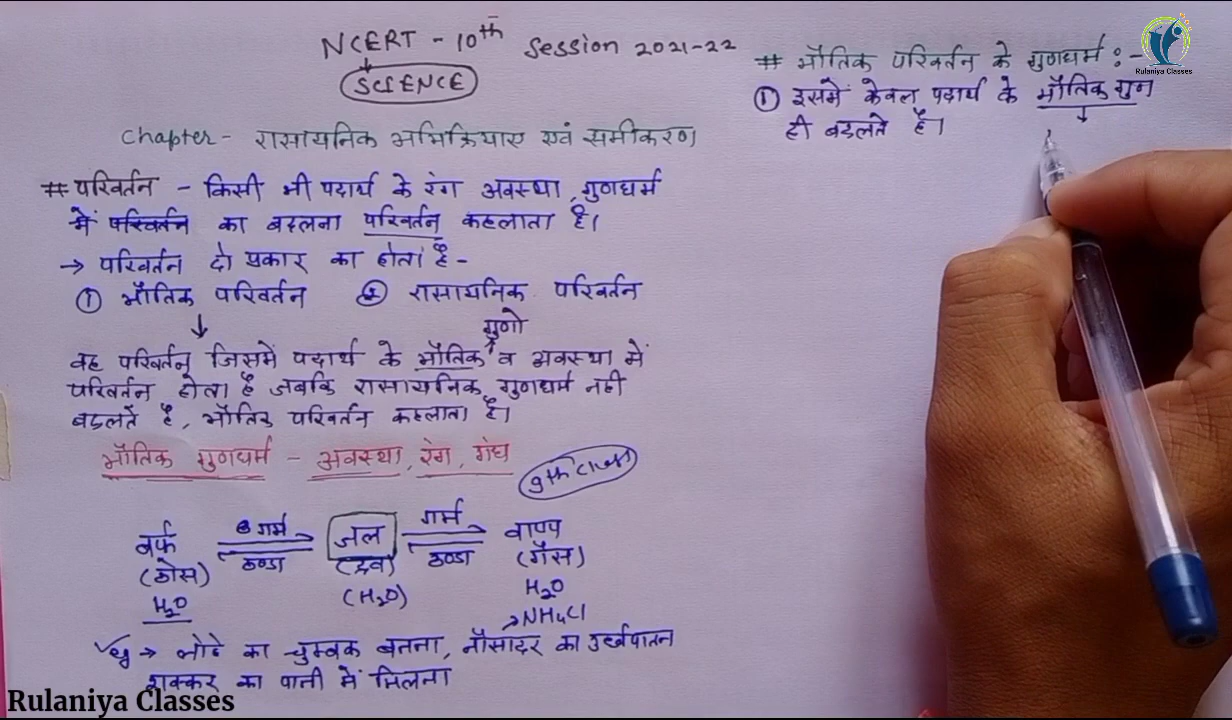 NCERT - 10th Session 2021-22
SCIENCE
Chapter - रासायनिक अभिक्रियाए एवं समीकरण
# परिवर्तन - किसी भी पदार्थ के रंग अवस्था, गुणधर्म
में परिवर्तन का बदलना परिवर्तन कहलाता है।
→ परिवर्तन दो प्रकार का होता है -
① भौतिक परिवर्तन ② रासायनिक परिवर्तन
गुणो
वह परिवर्तन जिसमें पदार्थ के भौतिक व अवस्था में
परिवर्तन होता है जबकि रासायनिक गुणधर्म नही
बदलते है, भौतिक परिवर्तन कहलाता है।
भौतिक गुणधर्म - अवस्था, रंग, गंध
9th class
बर्फ गर्म जल गर्म वाष्प
(ठोस) ठण्डा (द्रव) ठण्डा (गैस)
H₂O (H₂O) H₂O
→ NH₄Cl
→ लोहे का चुम्बक बनना, नौसादर का उर्ध्वपातन
शक्कर का पानी में मिलना
# भौतिक परिवर्तन के गुणधर्म :-
① इसमें केवल पदार्थ के भौतिक गुण
ही बदलते है।
Rulaniya Classes
Rulaniya Classes